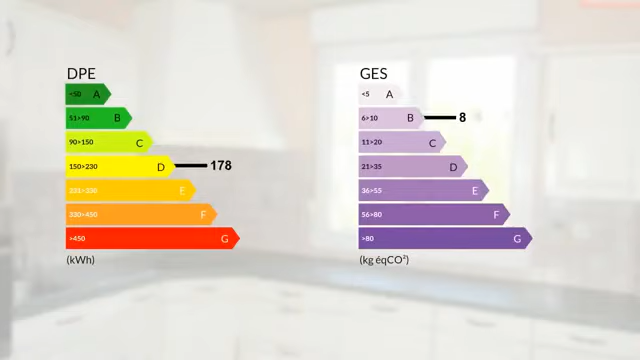 DPE
<50 A
51>90 B
90>150 C
150>230 D 178
231>330 E
330>450 F
>450 G
(kWh)
GES
<5 A
6>10 B 8
11>20 C
21>35 D
36>55 E
56>80 F
>80 G
(kg éqCO²)